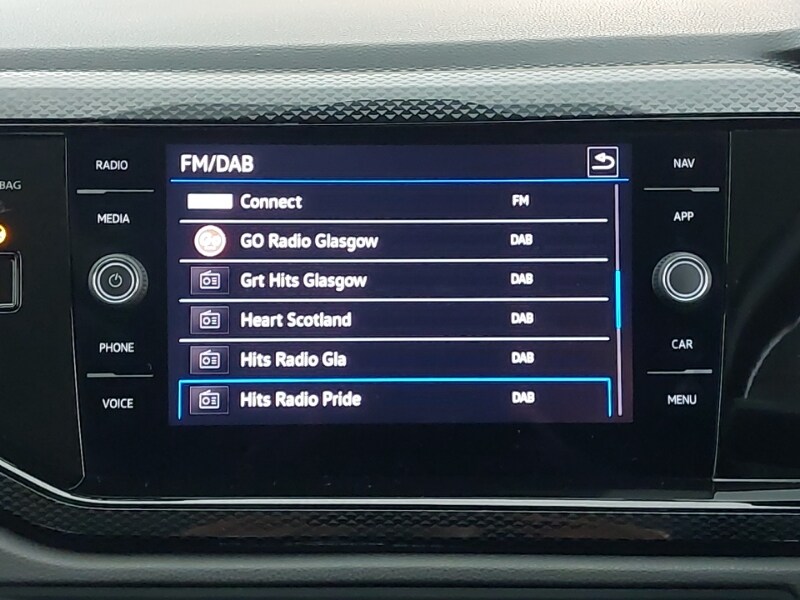 BAG
RADIO
MEDIA
PHONE
VOICE
FM/DAB
Connect FM
GO Radio Glasgow DAB
Grt Hits Glasgow DAB
Heart Scotland DAB
Hits Radio Gla DAB
Hits Radio Pride DAB
NAV
APP
CAR
MENU